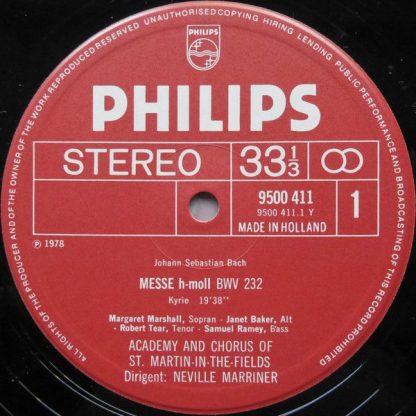 ALL RIGHTS OF THE PRODUCER AND OF THE OWNER OF THE WORK REPRODUCED RESERVED UNAUTHORISED COPYING HIRING LENDING PUBLIC PERFORMANCE AND BROADCASTING OF THIS RECORD PROHIBITED
PHILIPS
PHILIPS
STEREO 33 1/3
9500 411
9500 411.1 Y
MADE IN HOLLAND
1
℗ 1978
Johann Sebastian Bach
MESSE h-moll BWV 232
Kyrie 19'38''
Margaret Marshall, Sopran - Janet Baker, Alt
- Robert Tear, Tenor - Samuel Ramey, Bass
ACADEMY AND CHORUS OF
ST. MARTIN-IN-THE-FIELDS
Dirigent: NEVILLE MARRINER